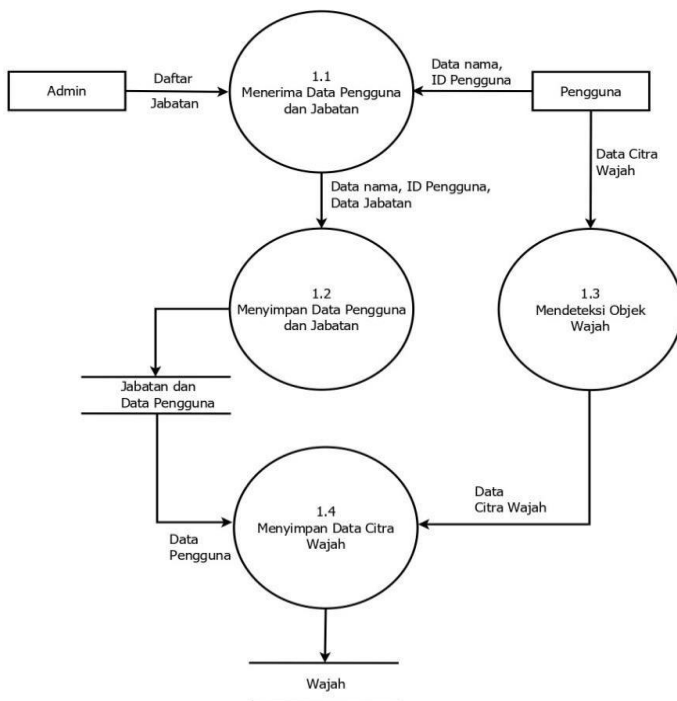 1.1
Menerima Data Pengguna
dan Jabatan
Admin
Daftar
Jabatan
Data nama,
ID Pengguna
Pengguna
Data Citra
Wajah
Data nama, ID Pengguna,
Data Jabatan
1.2
Menyimpan Data Pengguna
dan Jabatan
1.3
Mendeteksi Objek
Wajah
Jabatan dan
Data Pengguna
Data
Citra Wajah
1.4
Menyimpan Data Citra
Wajah
Data
Pengguna
Wajah